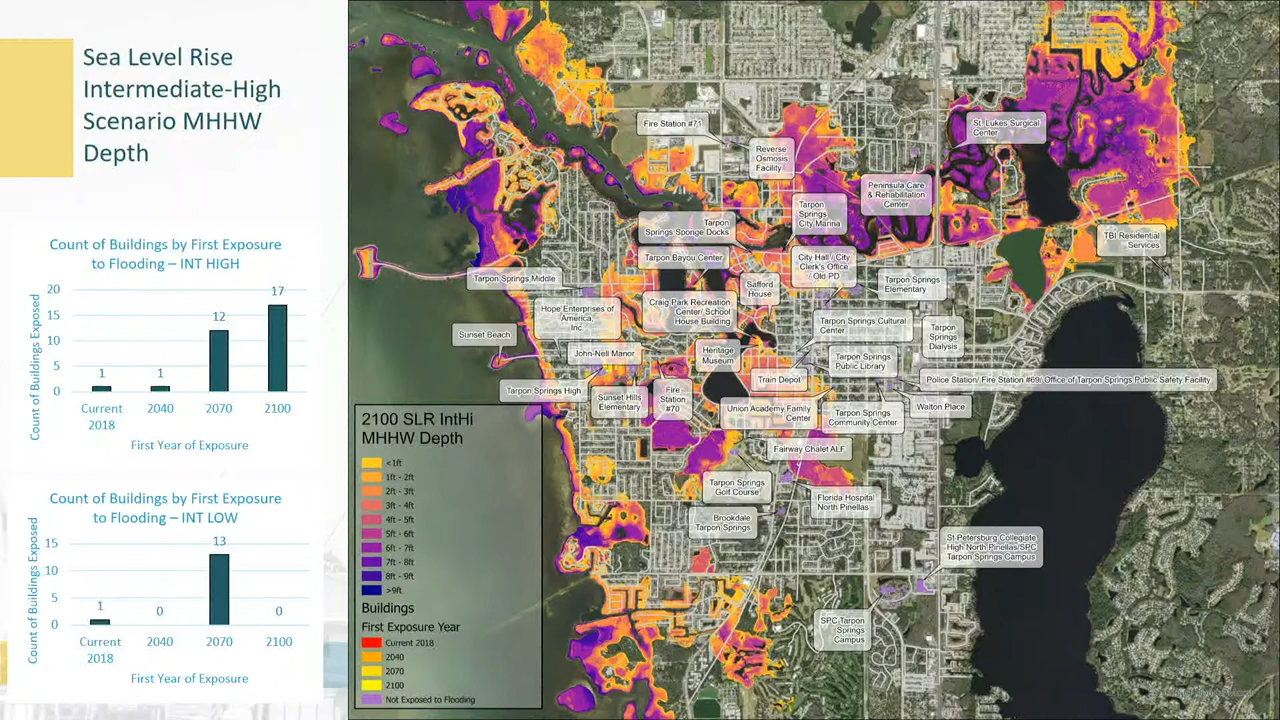 Sea Level Rise
Intermediate-High
Scenario MHHW
Depth
Count of Buildings by First Exposure
to Flooding – INT HIGH
Count of Buildings Exposed
20
15
10
5
0
1
1
12
17
Current
2018
2040
2070
2100
First Year of Exposure
Count of Buildings by First Exposure
to Flooding – INT LOW
Count of Buildings Exposed
15
10
5
0
1
0
13
0
Current
2018
2040
2070
2100
First Year of Exposure
Fire Station #71
Reverse
Osmosis
Facility
St. Lukes Surgical
Center
Peninsula Care
& Rehabilitation
Center
Tarpon
Springs
City Marina
Tarpon
Springs Sponge Docks
TBI Residential
Services
Tarpon Bayou Center
City Hall / City
Clerk's Office
/ Old PD
Tarpon Springs Middle
Safford
House
Tarpon Springs
Elementary
Hope Enterprises of
America,
Inc.
Craig Park Recreation
Center/ School
House Building
Sunset Beach
Tarpon Springs Cultural
Center
Tarpon
Springs
Dialysis
John-Nell Manor
Heritage
Museum
Tarpon Springs
Public Library
Tarpon Springs High
Sunset Hills
Elementary
Fire
Station
#70
Train Depot
Police Station/ Fire Station #69/ Office of Tarpon Springs Public Safety Facility
Union Academy Family
Center
Tarpon Springs
Community Center
Walton Place
Fairway Chalet ALF
Tarpon Springs
Golf Course
Florida Hospital
North Pinellas
Brookdale
Tarpon Springs
St Petersburg Collegiate
High North Pinellas/SPC
Tarpon Springs Campus
SPC Tarpon
Springs
Campus
2100 SLR IntHi
MHHW Depth
<1ft
1ft - 2ft
2ft - 3ft
3ft - 4ft
4ft - 5ft
5ft - 6ft
6ft - 7ft
7ft - 8ft
8ft - 9ft
>9ft
Buildings
First Exposure Year
Current 2018
2040
2070
2100
Not Exposed to Flooding